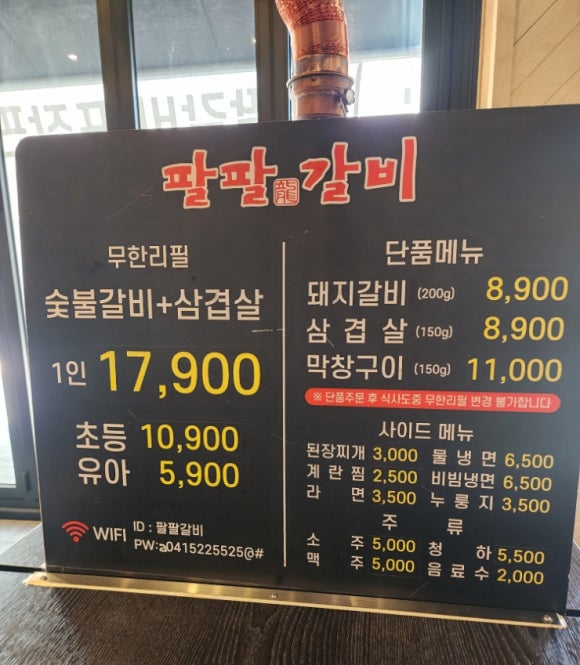 팔팔 갈비
무한리필
숯불갈비+삼겹살
1인 17,900
초등 10,900
유아 5,900
WIFI
ID : 팔팔갈비
PW:a0415225525@#
단품메뉴
돼지갈비 (200g) 8,900
삼겹살 (150g) 8,900
막창구이 (150g) 11,000
※ 단품주문 후 식사도중 무한리필 변경 불가합니다
사이드 메뉴
된장찌개 3,000 물냉면 6,500
계란찜 2,500 비빔냉면 6,500
라면 3,500 누룽지 3,500
주류
소주 5,000 청하 5,500
맥주 5,000 음료수 2,000